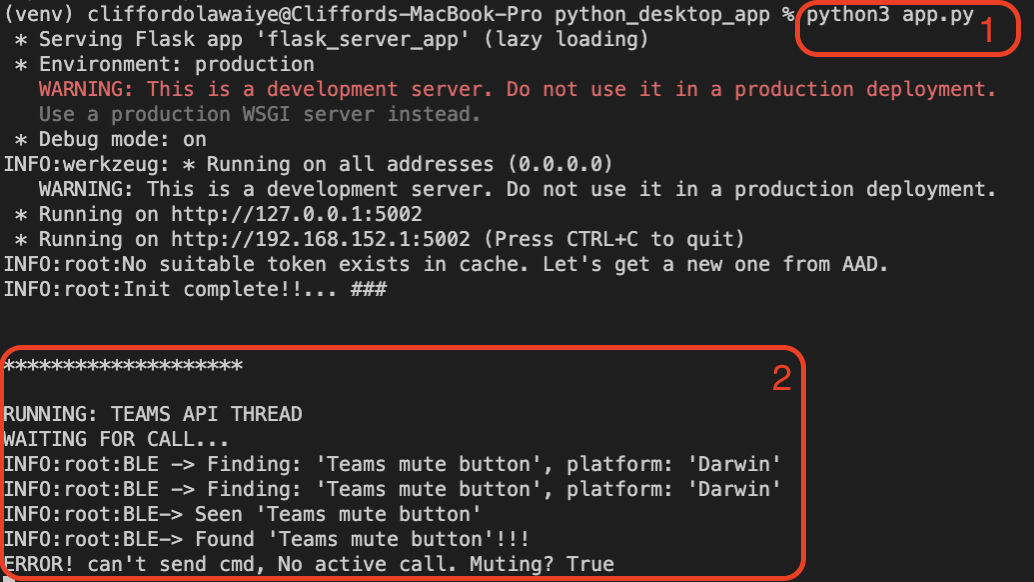 (venv) cliffordolawaiye@Cliffords-MacBook-Pro python_desktop_app % python3 app.py 1
 * Serving Flask app 'flask_server_app' (lazy loading)
 * Environment: production
   WARNING: This is a development server. Do not use it in a production deployment.
   Use a production WSGI server instead.
 * Debug mode: on
INFO:werkzeug: * Running on all addresses (0.0.0.0)
   WARNING: This is a development server. Do not use it in a production deployment.
 * Running on http://127.0.0.1:5002
 * Running on http://192.168.152.1:5002 (Press CTRL+C to quit)
INFO:root:No suitable token exists in cache. Let's get a new one from AAD.
INFO:root:Init complete!!... ###
********************
2
RUNNING: TEAMS API THREAD
WAITING FOR CALL...
INFO:root:BLE -> Finding: 'Teams mute button', platform: 'Darwin'
INFO:root:BLE -> Finding: 'Teams mute button', platform: 'Darwin'
INFO:root:BLE-> Seen 'Teams mute button'
INFO:root:BLE-> Found 'Teams mute button'!!!
ERROR! can't send cmd, No active call. Muting? True